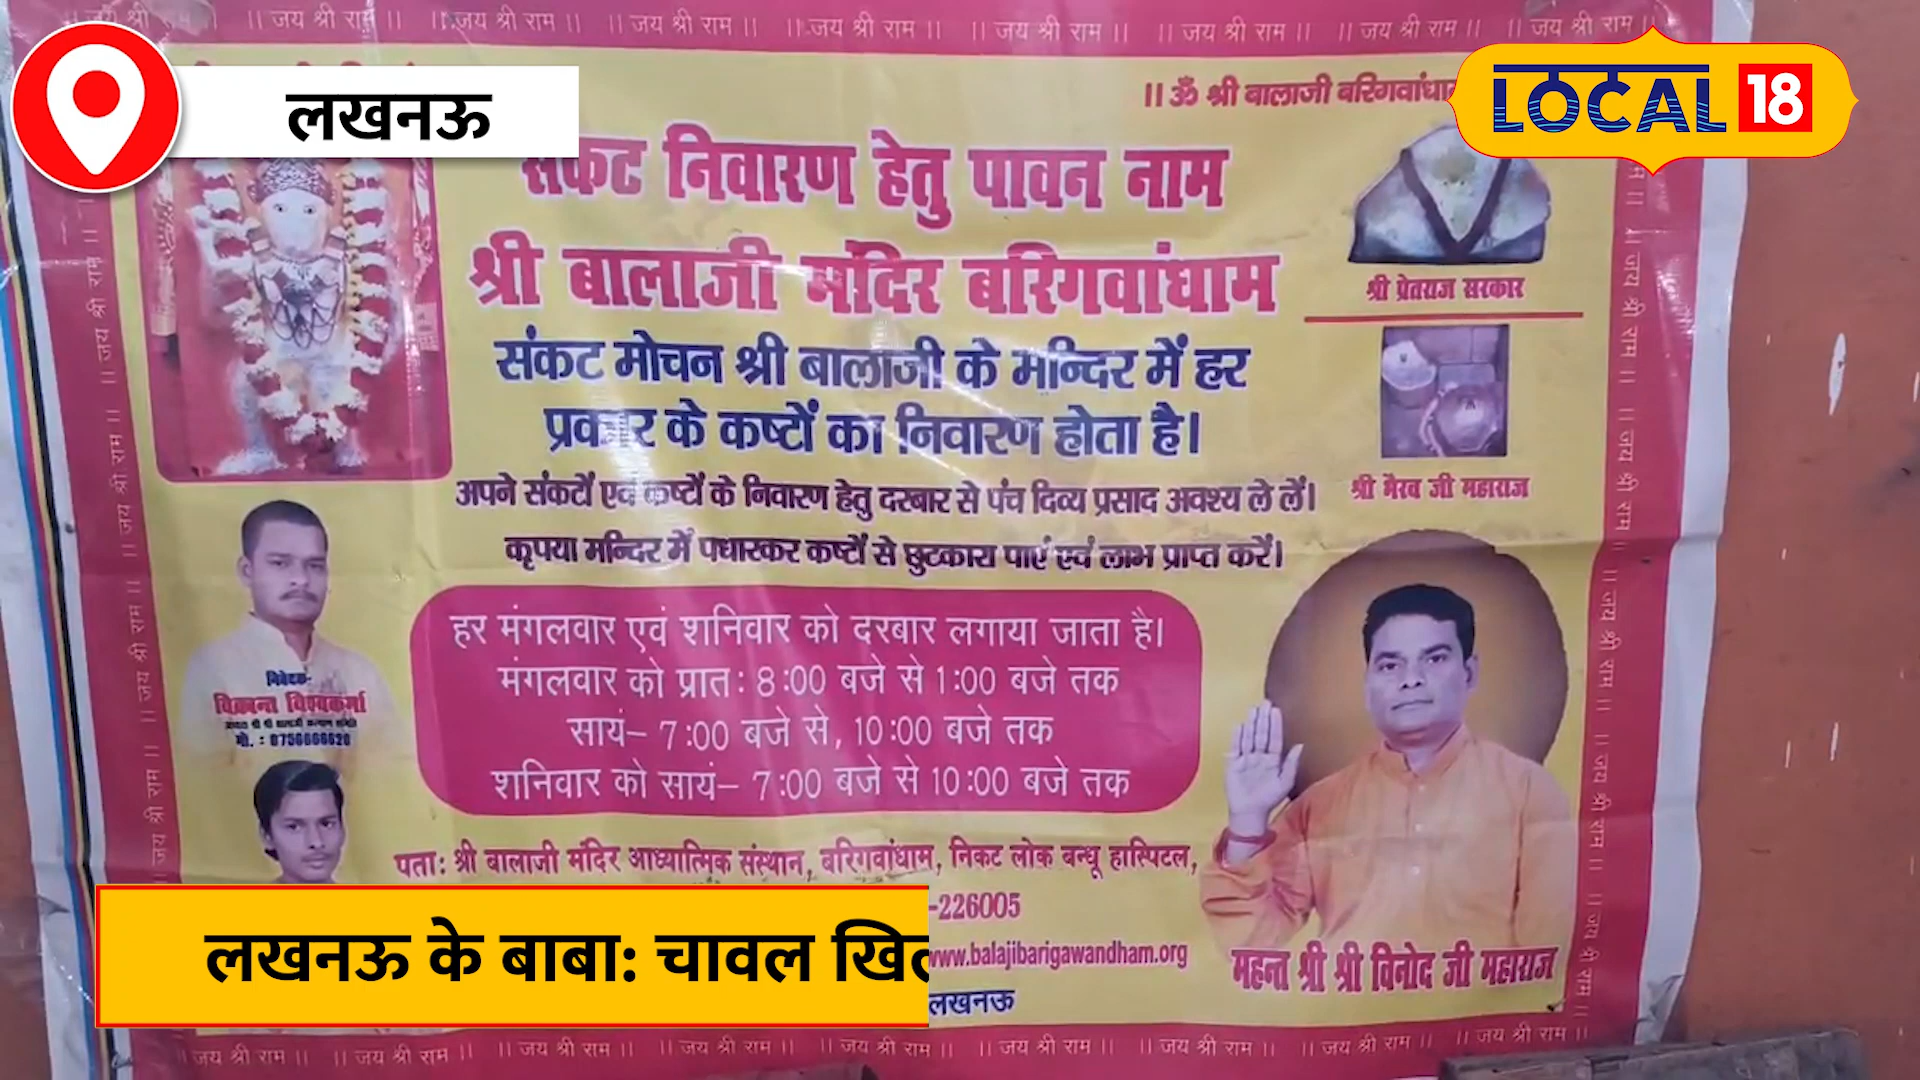 ।। जय श्री राम ।। ।। जय श्री राम ।। ।। जय श्री राम ।। ।। जय श्री राम ।। ।। जय श्री राम ।। ।। जय श्री राम ।। ।। जय श्री राम ।।
लखनऊ
LOCAL 18
।। ॐ श्री बालाजी बरिगवांधाम
संकट निवारण हेतु पावन नाम
श्री बालाजी मंदिर बरिगवांधाम
श्री प्रेतराज सरकार
संकट मोचन श्री बालाजी के मन्दिर में हर
प्रकार के कष्टों का निवारण होता है।
श्री भैरव जी महाराज
अपने संकटों एवं कष्टों के निवारण हेतु दरबार से पंच दिव्य प्रसाद अवश्य ले लें।
कृपया मन्दिर में पधारकर कष्टों से छुटकारा पाएं एवं लाभ प्राप्त करें।
हर मंगलवार एवं शनिवार को दरबार लगाया जाता है।
मंगलवार को प्रात: 8:00 बजे से 1:00 बजे तक
सायं– 7:00 बजे से, 10:00 बजे तक
शनिवार को सायं– 7:00 बजे से 10:00 बजे तक
निवेदक-
विक्रान्त विश्वकर्मा
पता: श्री बालाजी मंदिर आध्यात्मिक संस्थान, बरिगवांधाम, निकट लोक बन्धू हास्पिटल,
-226005
www.balajibarigawandham.org
लखनऊ
महन्त श्री श्री विनोद जी महाराज
लखनऊ के बाबा: चावल खिल
।। जय श्री राम ।। ।। जय श्री राम ।। ।। जय श्री राम ।। ।। जय श्री राम ।। ।। जय श्री राम ।। ।। जय श्री राम ।। ।। जय श्री राम ।। ।। जय श्री राम ।। ।। जय श्री राम ।।